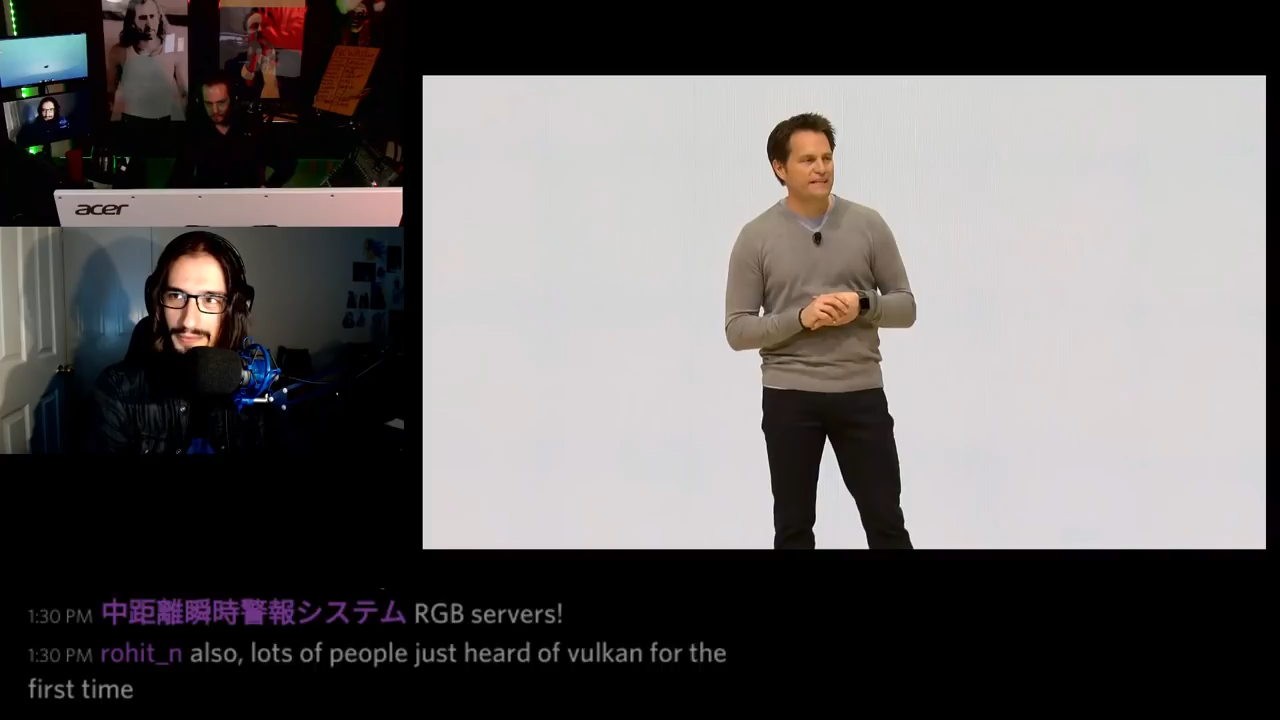 acer
1:30 PM 中距離瞬時警報システム RGB servers!
1:30 PM rohit_n also, lots of people just heard of vulkan for the
first time